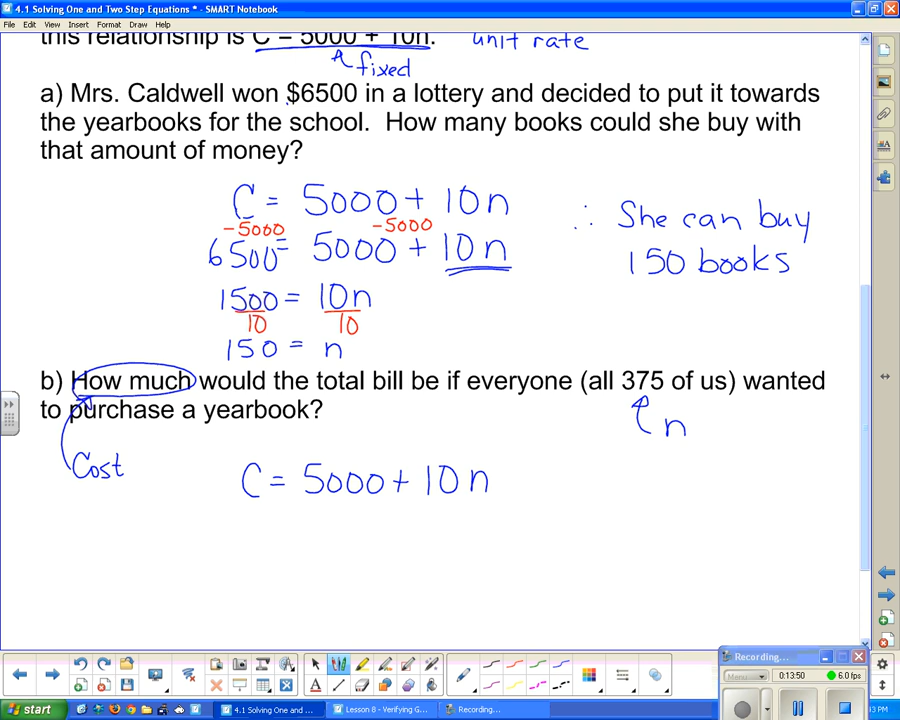 4.1 Solving One and Two Step Equations * - SMART Notebook
File Edit View Insert Format Draw Help
this relationship is C = 5000 + 10n. unit rate
fixed
a) Mrs. Caldwell won $6500 in a lottery and decided to put it towards
the yearbooks for the school. How many books could she buy with
that amount of money?
C = 5000 + 10n
-5000 -5000
6500 = 5000 + 10n
1500 = 10n
10 10
150 = n
∴ She can buy
150 books
b) How much would the total bill be if everyone (all 375 of us) wanted
to purchase a yearbook?
n
Cost
C = 5000 + 10n
Recording...
Menu
0:13:50 6.0 fps
start 4.1 Solving One and ... Lesson 8 - Verifying G... Recording... 3 PM